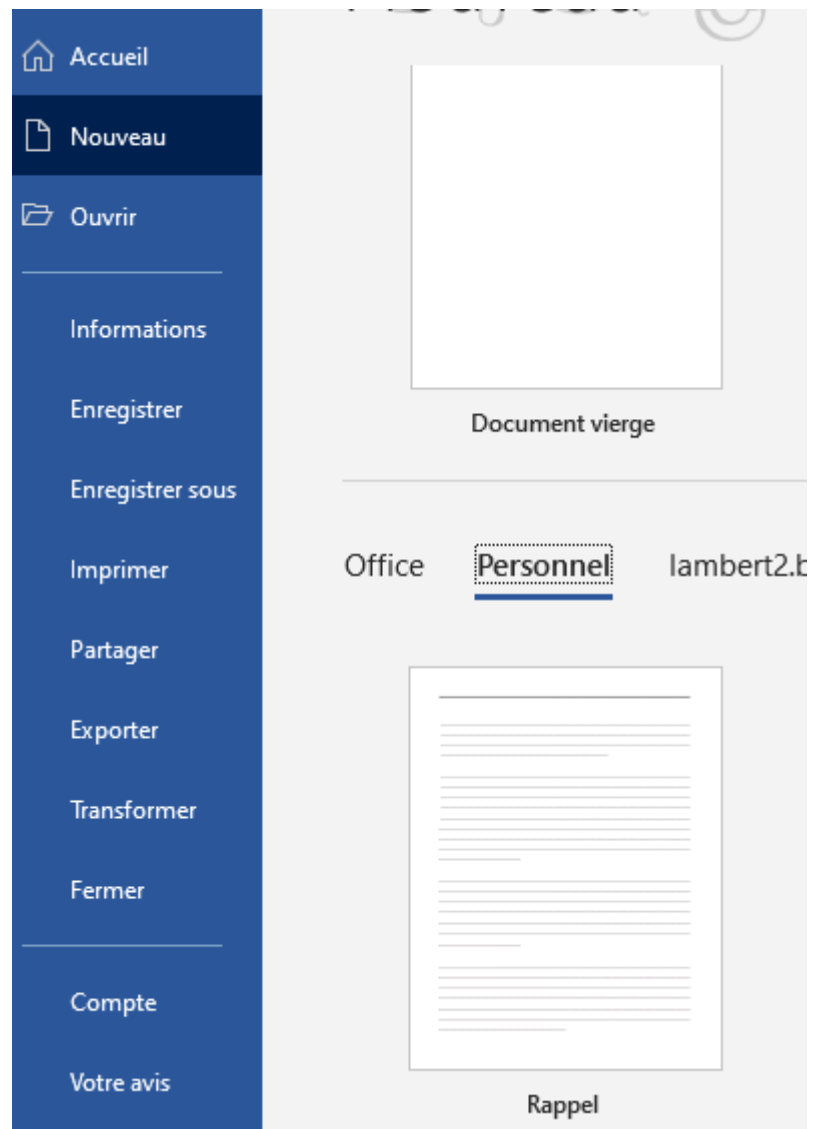 Accueil
Nouveau
Ouvrir
Informations
Enregistrer
Enregistrer sous
Imprimer
Partager
Exporter
Transformer
Fermer
Compte
Votre avis
Document vierge
Office Personnel lambert2.b
Rappel